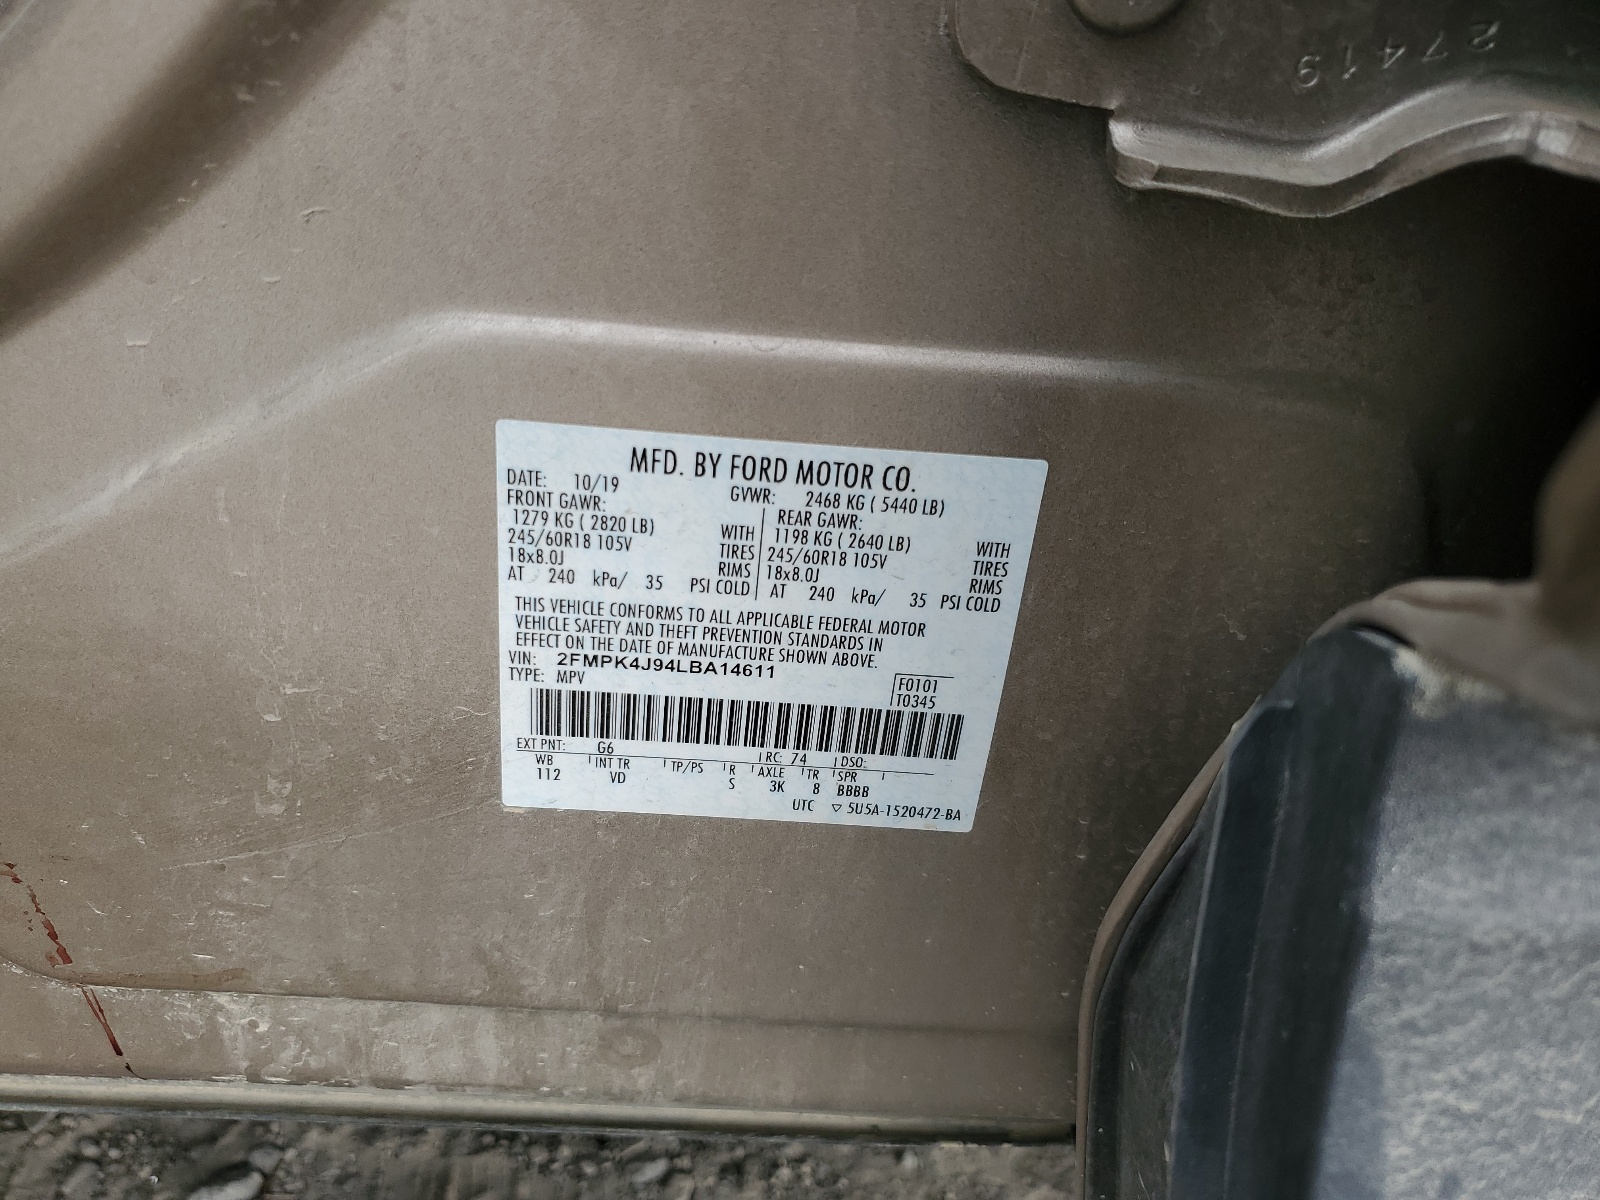 27419
MFD. BY FORD MOTOR CO.
DATE: 10/19 GVWR: 2468 KG ( 5440 LB)
FRONT GAWR: REAR GAWR:
1279 KG ( 2820 LB) WITH 1198 KG ( 2640 LB) WITH
245/60R18 105V TIRES 245/60R18 105V TIRES
18x8.0J RIMS 18x8.0J RIMS
AT 240 kPa/ 35 PSI COLD AT 240 kPa/ 35 PSI COLD
THIS VEHICLE CONFORMS TO ALL APPLICABLE FEDERAL MOTOR
VEHICLE SAFETY AND THEFT PREVENTION STANDARDS IN
EFFECT ON THE DATE OF MANUFACTURE SHOWN ABOVE.
VIN: 2FMPK4J94LBA14611
TYPE: MPV F0101
T0345
EXT PNT: G6 RC: 74 DSO:
WB INT TR TP/PS R AXLE TR SPR
112 VD S 3K 8 BBBB
UTC ▽ 5U5A-1520472-BA